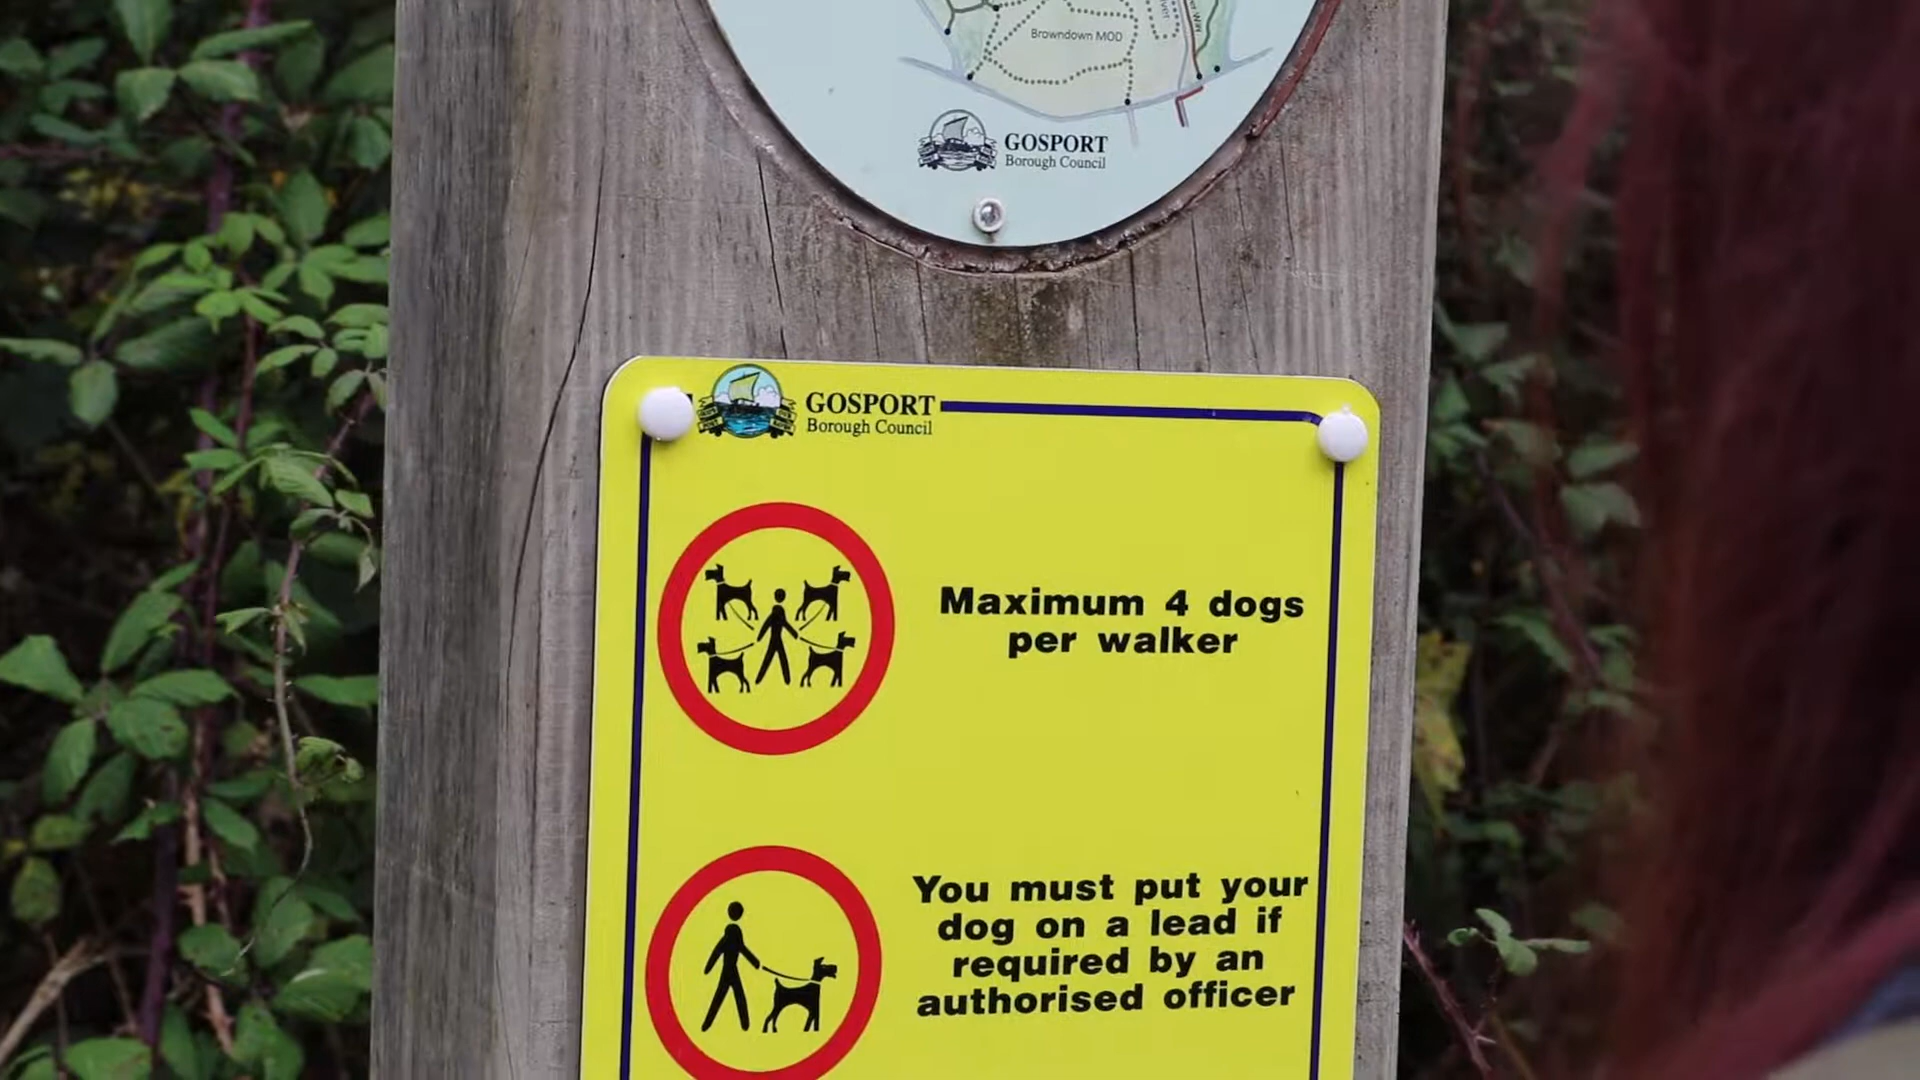 Browndown MOD
GOSPORT
Borough Council
GOSPORT
Borough Council
Maximum 4 dogs
per walker
You must put your
dog on a lead if
required by an
authorised officer